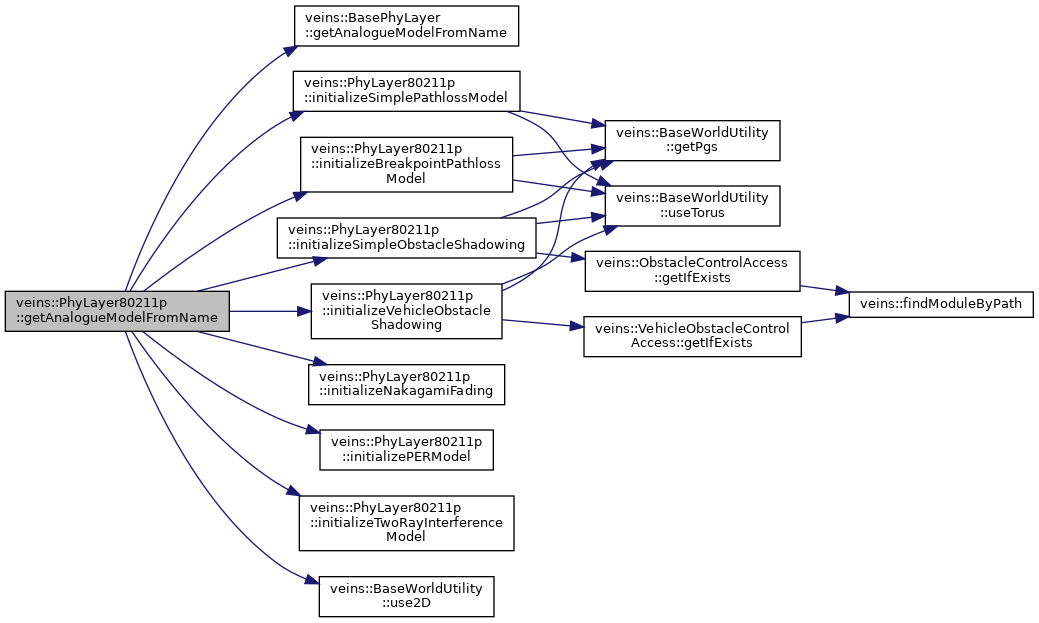 veins::BasePhyLayer
::getAnalogueModelFromName
veins::PhyLayer80211p
::initializeSimplePathlossModel
veins::BaseWorldUtility
::getPgs
veins::PhyLayer80211p
::initializeBreakpointPathloss
Model
veins::BaseWorldUtility
::useTorus
veins::PhyLayer80211p
::initializeSimpleObstacleShadowing
veins::ObstacleControlAccess
::getIfExists
veins::PhyLayer80211p
::getAnalogueModelFromName
veins::PhyLayer80211p
::initializeVehicleObstacle
Shadowing
veins::findModuleByPath
veins::VehicleObstacleControl
Access::getIfExists
veins::PhyLayer80211p
::initializeNakagamiFading
veins::PhyLayer80211p
::initializePERModel
veins::PhyLayer80211p
::initializeTwoRayInterference
Model
veins::BaseWorldUtility
::use2D